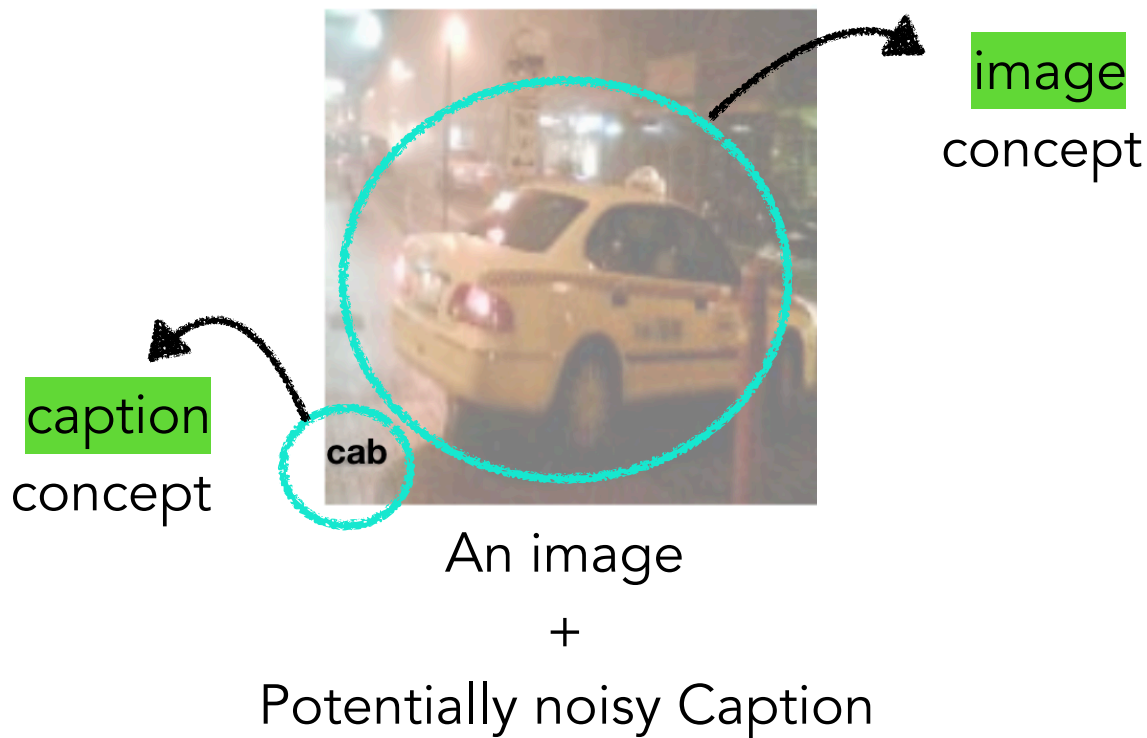 image
concept
caption
concept
cab
An image
+
Potentially noisy Caption